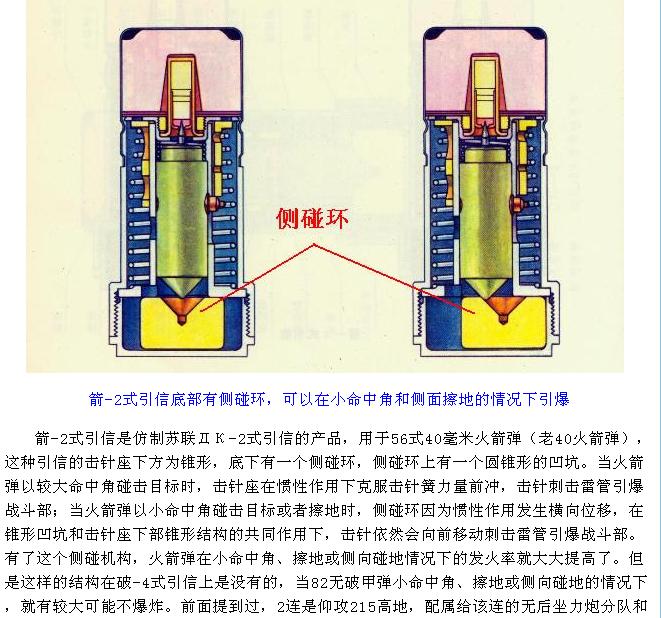 侧碰环
箭-2式引信底部有侧碰环，可以在小命中角和侧面擦地的情况下引爆
箭-2式引信是仿制苏联ДК-2式引信的产品，用于56式40毫米火箭弹（老40火箭弹），
这种引信的击针座下方为锥形，底下有一个侧碰环，侧碰环上有一个圆锥形的凹坑。当火箭
弹以较大命中角碰击目标时，击针座在惯性作用下克服击针簧力量前冲，击针刺击雷管引爆
战斗部；当火箭弹以小命中角碰击目标或者擦地时，侧碰环因为惯性作用发生横向位移，在
锥形凹坑和击针座下部锥形结构的共同作用下，击针依然会向前移动刺击雷管引爆战斗部。
有了这个侧碰机构，火箭弹在小命中角、擦地或侧向碰地情况下的发火率就大大提高了。但
是这样的结构在破-4式引信上是没有的，当82无破甲弹小命中角、擦地或侧向碰地的情况下
，就有较大可能不爆炸。前面提到过，2连是仰攻215高地，配属给该连的无后坐力炮分队和